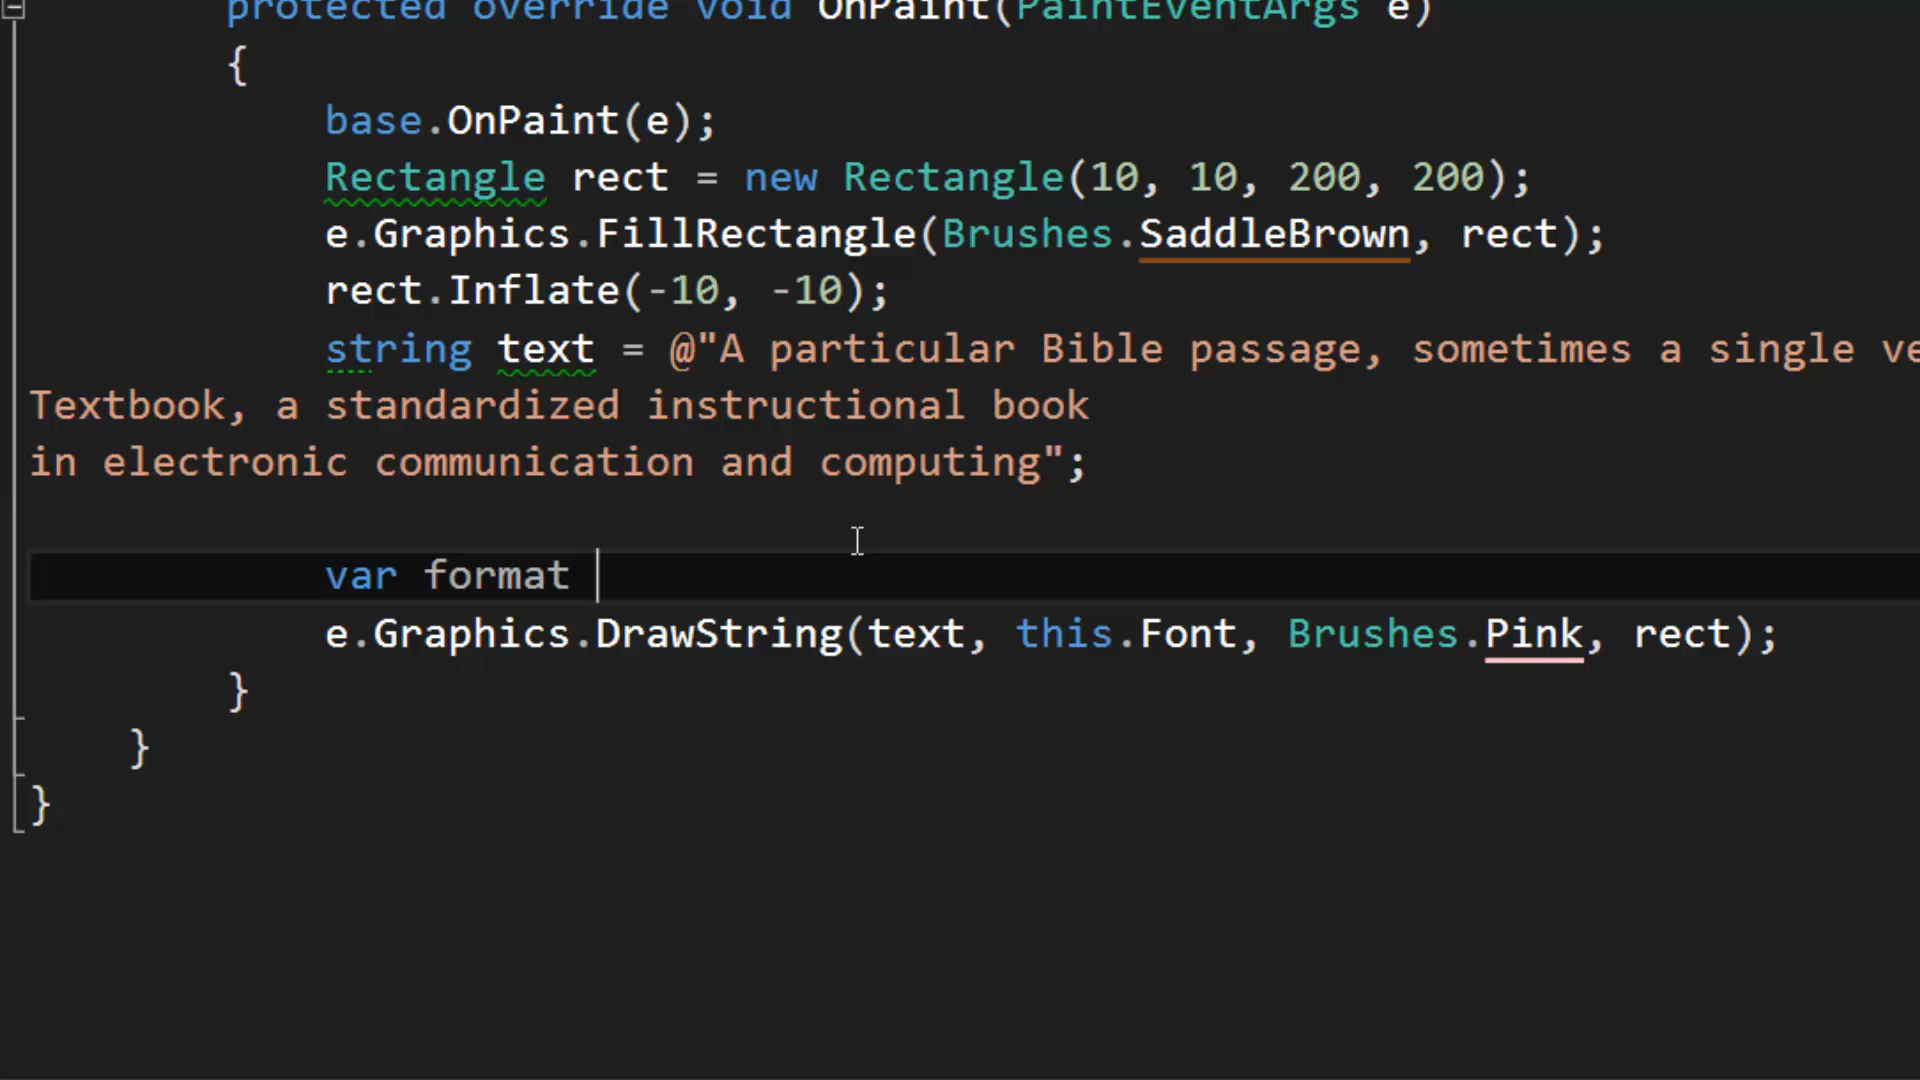 protected override void OnPaint(PaintEventArgs e)
{
base.OnPaint(e);
Rectangle rect = new Rectangle(10, 10, 200, 200);
e.Graphics.FillRectangle(Brushes.SaddleBrown, rect);
rect.Inflate(-10, -10);
string text = @"A particular Bible passage, sometimes a single ve
Textbook, a standardized instructional book
in electronic communication and computing";
var format
e.Graphics.DrawString(text, this.Font, Brushes.Pink, rect);
}
}
}